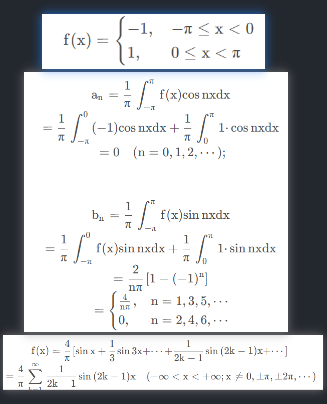 f(x) = { −1, −π ≤ x < 0
1, 0 ≤ x < π
aₙ = 1/π ∫_{−π}^{π} f(x)cos nxdx
= 1/π ∫_{−π}^{0} (−1)cos nxdx + 1/π ∫_{0}^{π} 1· cos nxdx
= 0 (n = 0, 1, 2, ⋯);
bₙ = 1/π ∫_{−π}^{π} f(x)sin nxdx
= 1/π ∫_{−π}^{0} f(x)sin nxdx + 1/π ∫_{0}^{π} 1· sin nxdx
= 2/nπ [1 − (−1)ⁿ]
= { 4/nπ, n = 1, 3, 5, ⋯
0, n = 2, 4, 6, ⋯
f(x) = 4/π [sin x + 1/3 sin 3x+⋯+ 1/(2k − 1) sin (2k − 1)x+⋯]
= 4/π ∑^{∞} 1/(2k − 1) sin (2k − 1)x (−∞ < x < +∞; x ≠ 0, ⊥π, ⊥2π, ⋯)